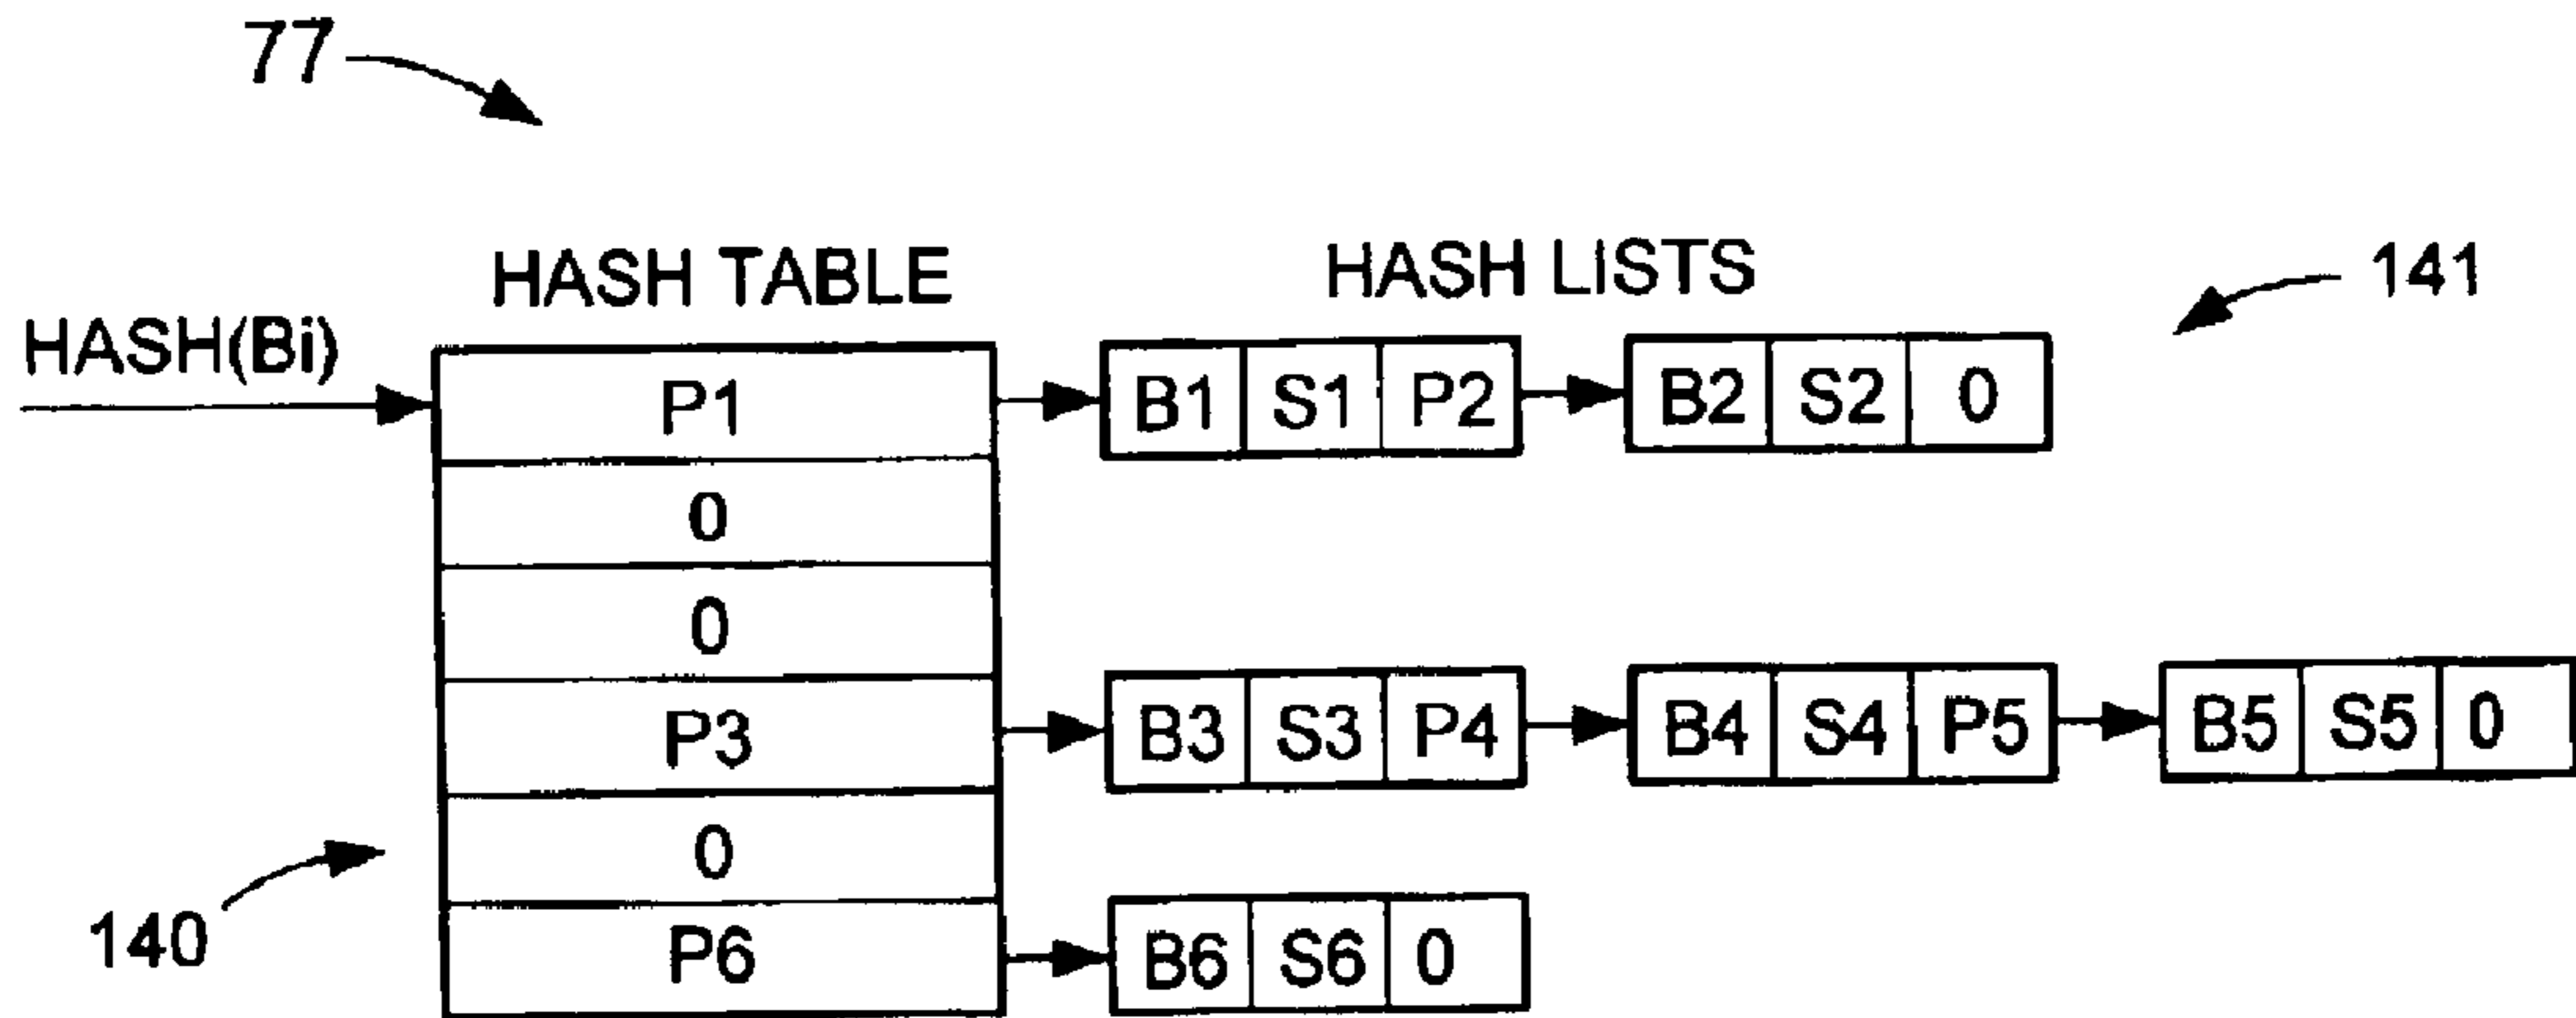 77
HASH TABLE HASH LISTS 141
HASH(Bi)
P1 B1 S1 P2 B2 S2 0
0
0
P3 B3 S3 P4 B4 S4 P5 B5 S5 0
0
140
P6 B6 S6 0